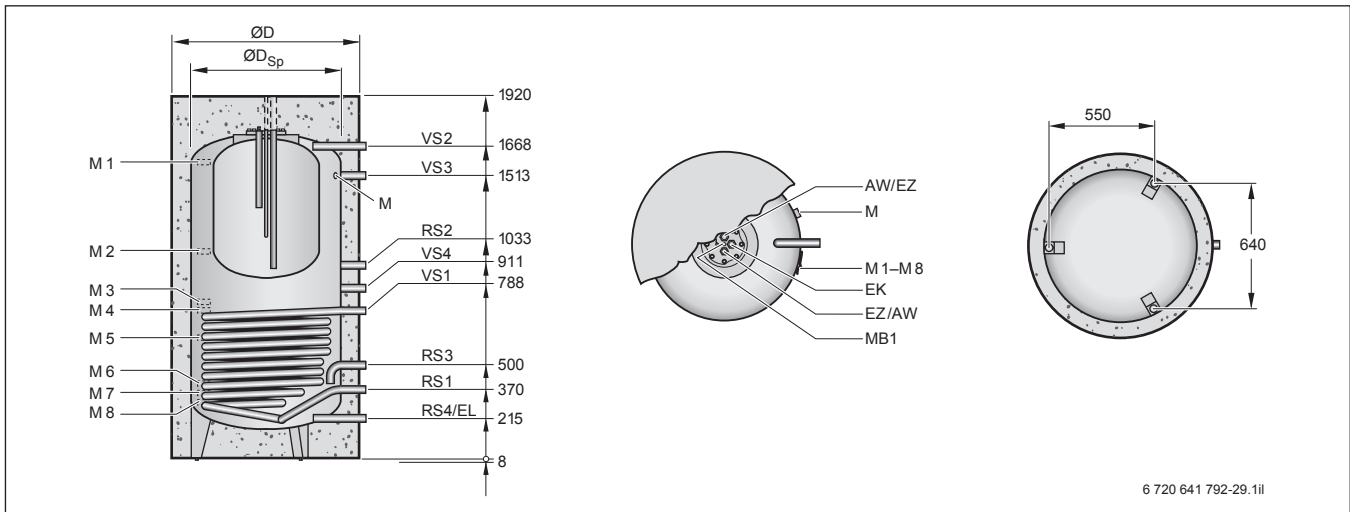 ØD
ØDSp
1920
VS2
1668
M 1
VS3
1513
M
RS2
1033
M 2
VS4
911
VS1
788
M 3
M 4
M 5
RS3
500
M 6
RS1
370
M 7
M 8
RS4/EL
215
8
AW/EZ
M
M 1–M 8
EK
EZ/AW
MB1
550
640
6 720 641 792-29.1il